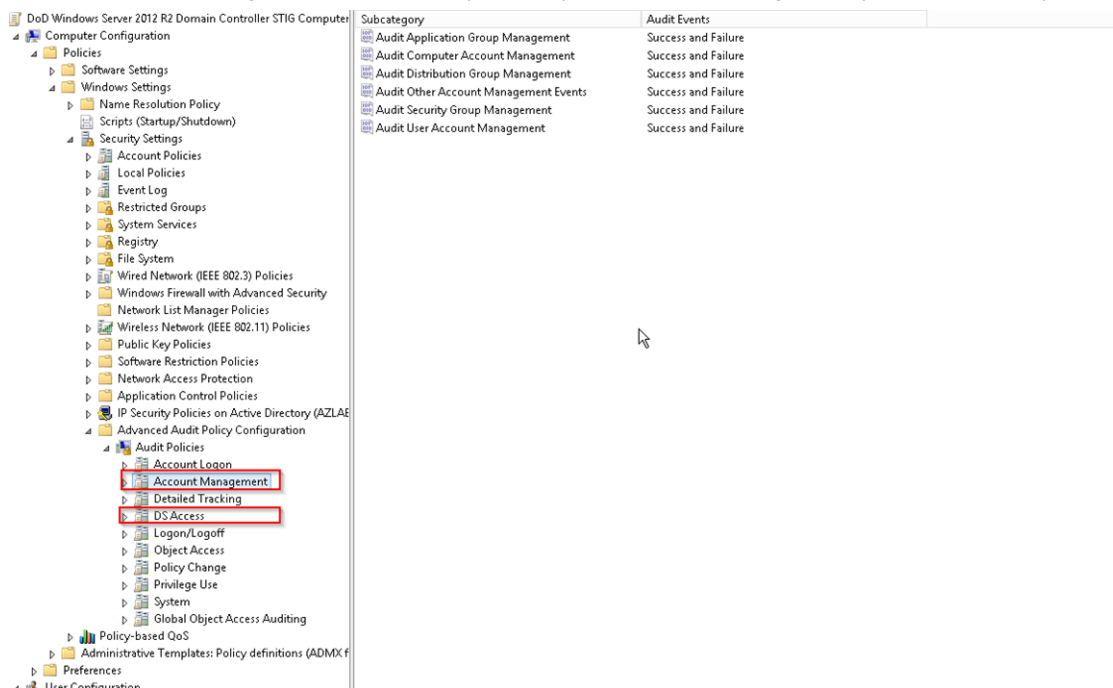 DoD Windows Server 2012 R2 Domain Controller STIG Computer
Computer Configuration
Policies
Software Settings
Windows Settings
Name Resolution Policy
Scripts (Startup/Shutdown)
Security Settings
Account Policies
Local Policies
Event Log
Restricted Groups
System Services
Registry
File System
Wired Network (IEEE 802.3) Policies
Windows Firewall with Advanced Security
Network List Manager Policies
Wireless Network (IEEE 802.11) Policies
Public Key Policies
Software Restriction Policies
Network Access Protection
Application Control Policies
IP Security Policies on Active Directory (AZLAB
Advanced Audit Policy Configuration
Audit Policies
Account Logon
Account Management
Detailed Tracking
DS Access
Logon/Logoff
Object Access
Policy Change
Privilege Use
System
Global Object Access Auditing
Policy-based QoS
Administrative Templates: Policy definitions (ADMX f
Preferences
User Configuration
Subcategory Audit Events
Audit Application Group Management Success and Failure
Audit Computer Account Management Success and Failure
Audit Distribution Group Management Success and Failure
Audit Other Account Management Events Success and Failure
Audit Security Group Management Success and Failure
Audit User Account Management Success and Failure